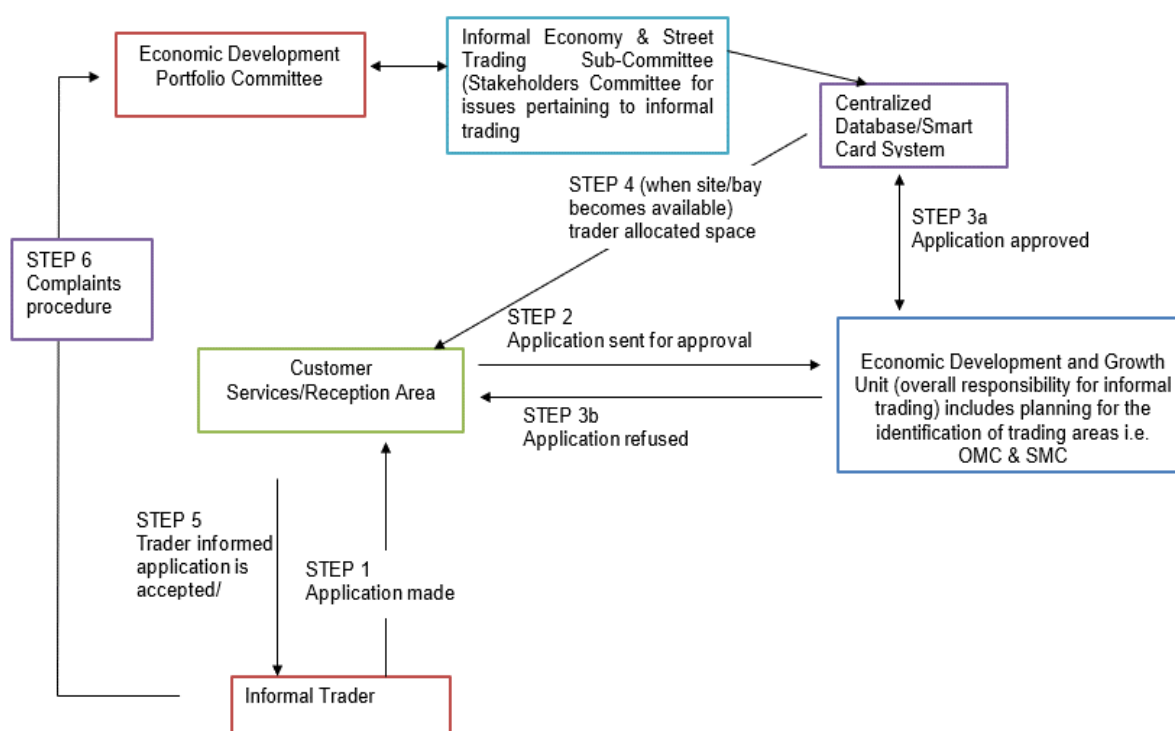 Economic Development
Portfolio Committee
Informal Economy & Street
Trading Sub-Committee
(Stakeholders Committee for
issues pertaining to informal
trading
Centralized
Database/Smart
Card System
STEP 4 (when site/bay
becomes available)
trader allocated space
STEP 3a
Application approved
STEP 6
Complaints
procedure
STEP 2
Application sent for approval
Customer
Services/Reception Area
Economic Development and Growth
Unit (overall responsibility for informal
trading) includes planning for the
identification of trading areas i.e.
OMC & SMC
STEP 3b
Application refused
STEP 5
Trader informed
application is
accepted/
STEP 1
Application made
Informal Trader